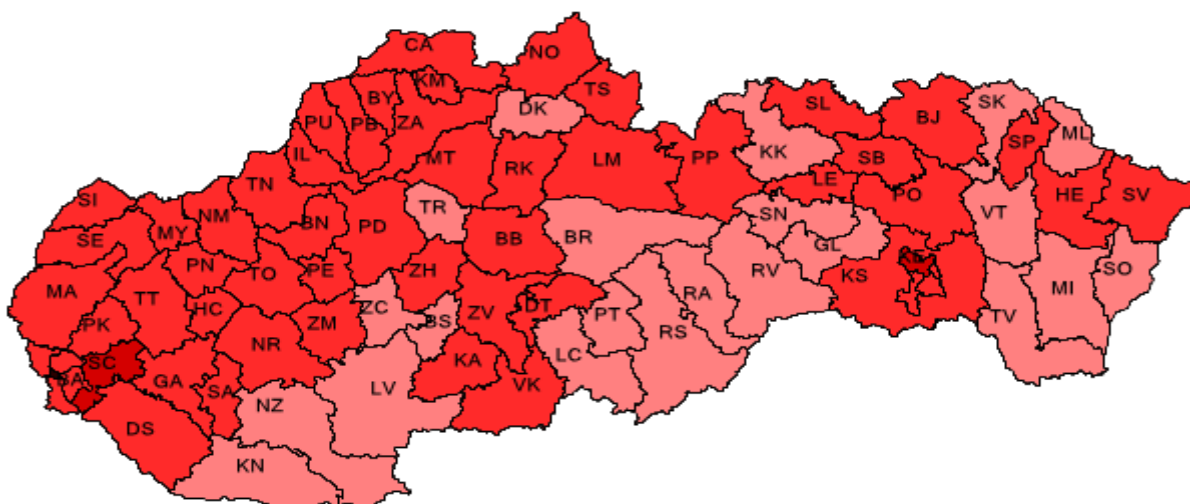 CA
NO
KM
TS
BY
DK
SL
SK
PU
PB
ZA
BJ
ML
IL
MT
RK
LM
PP
KK
SB
SP
TN
LE
SI
NM
BN
PD
TR
PO
HE
SV
SE
MY
BB
BR
SN
VT
PN
TO
PE
ZH
GL
KE
SO
MA
TT
HC
ZM
ZC
BS
ZV
DT
PT
RA
RV
KS
MI
PK
NR
RS
TV
SC
BA
GA
SA
LV
KA
LC
VK
NZ
DS
KN